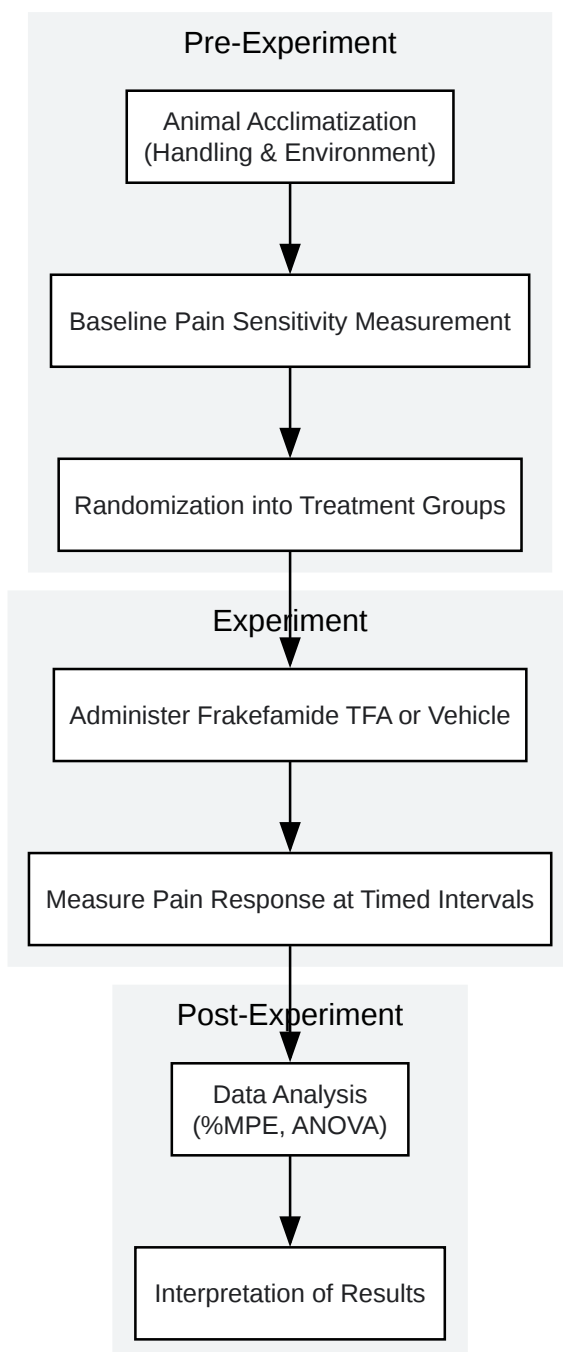 Pre-Experiment
Animal Acclimatization
(Handling & Environment)
Baseline Pain Sensitivity Measurement
Randomization into Treatment Groups
Experiment
Administer Frakefamide TFA or Vehicle
Measure Pain Response at Timed Intervals
Post-Experiment
Data Analysis
(%MPE, ANOVA)
Interpretation of Results